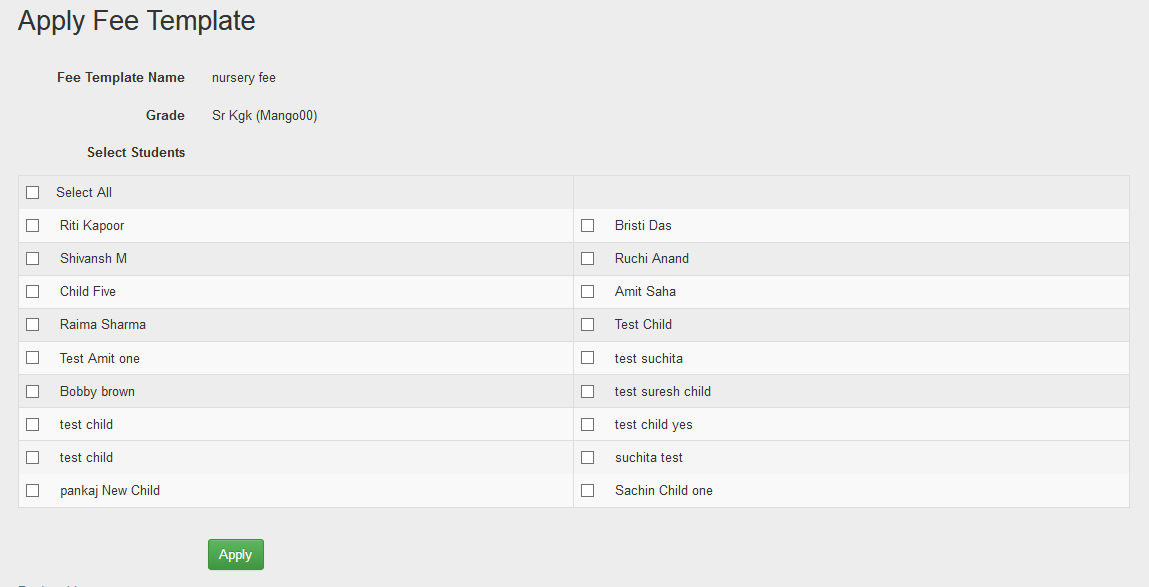 Apply Fee Template
Fee Template Name nursery fee
Grade Sr Kgk (Mango00)
Select Students
Select All
Riti Kapoor Bristi Das
Shivansh M Ruchi Anand
Child Five Amit Saha
Raima Sharma Test Child
Test Amit one test suchita
Bobby brown test suresh child
test child test child yes
test child suchita test
pankaj New Child Sachin Child one
Apply